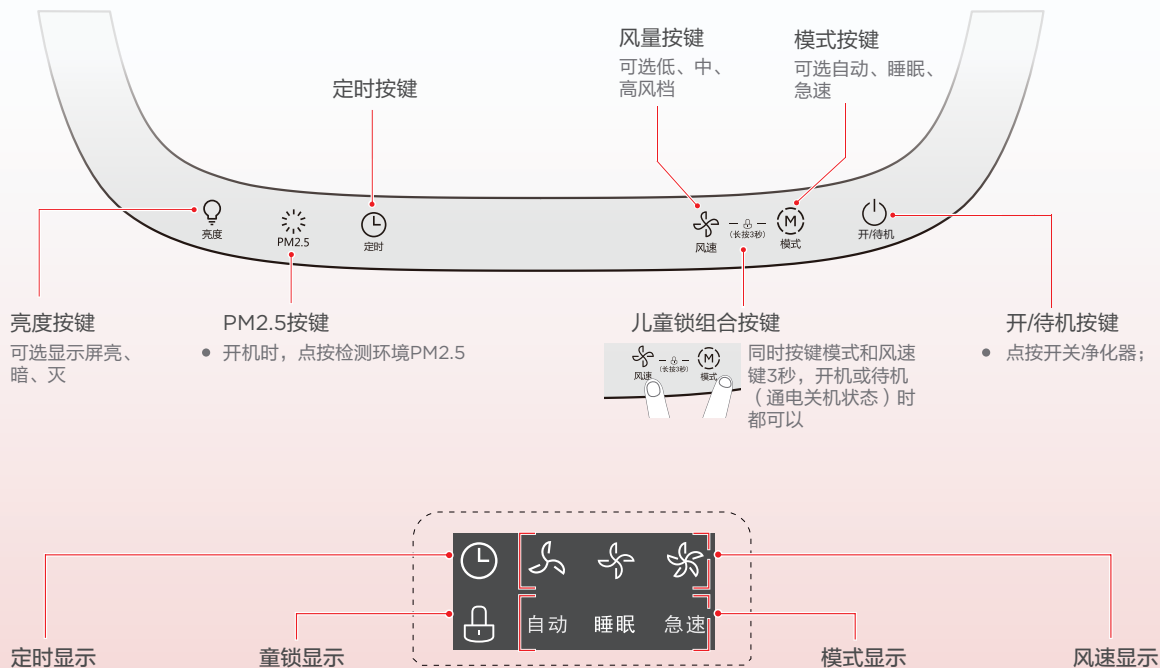 风量按键
可选低、中、
高风档
模式按键
可选自动、睡眠、
急速
定时按键
亮度
PM2.5
定时
风速
(长按3秒)
模式
开/待机
亮度按键
可选显示屏亮、
暗、灭
PM2.5按键
● 开机时，点按检测环境PM2.5
儿童锁组合按键
风速
(长按3秒)
模式
同时按键模式和风速
键3秒，开机或待机
（通电关机状态）时
都可以
开/待机按键
● 点按开关净化器；
自动 睡眠 急速
定时显示
童锁显示
模式显示
风速显示